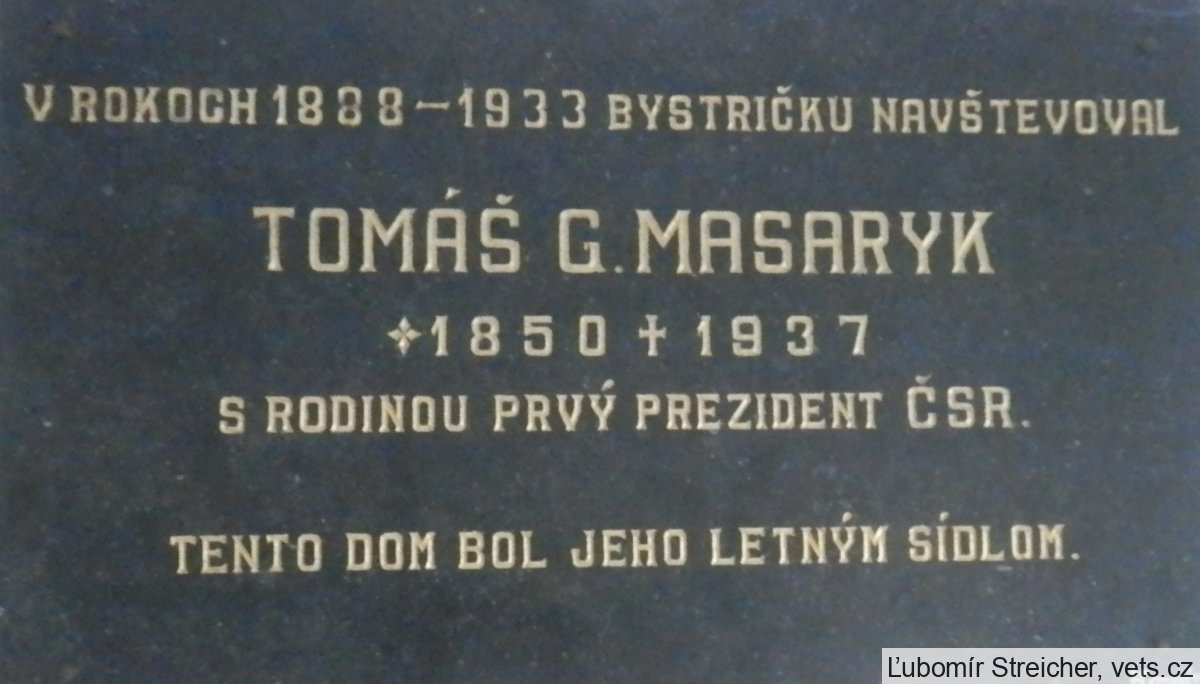 V ROKOCH 1888 – 1933 BYSTRIČKU NAVŠTEVOVAL
TOMÁŠ G. MASARYK
✥ 1850 ✝ 1937
S RODINOU PRVÝ PREZIDENT ČSR.
TENTO DOM BOL JEHO LETNÝM SÍDLOM.
Ľubomír Streicher, vets.cz